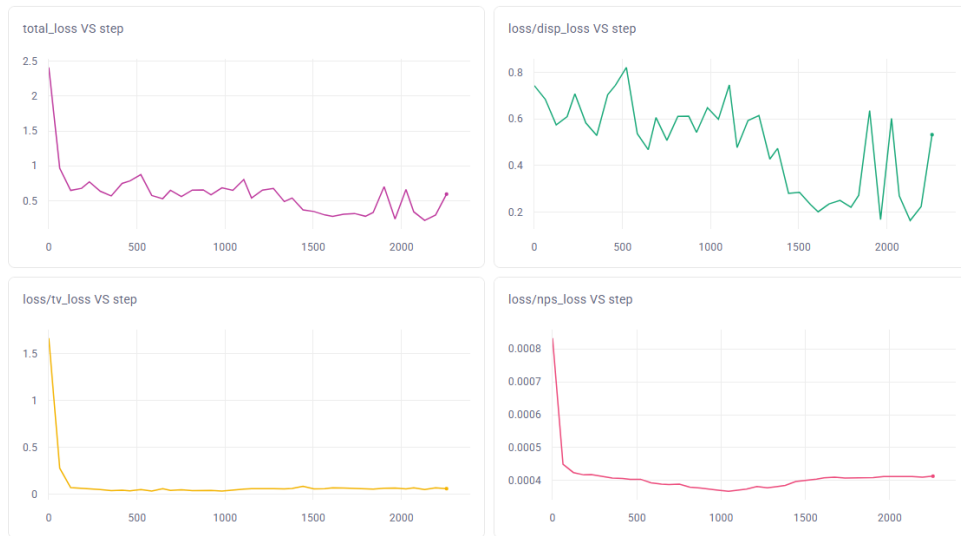 total_loss VS step
2.5
2
1.5
1
0.5
0 500 1000 1500 2000
loss/disp_loss VS step
0.8
0.6
0.4
0.2
0 500 1000 1500 2000
loss/tv_loss VS step
1.5
1
0.5
0
0 500 1000 1500 2000
loss/nps_loss VS step
0.0008
0.0007
0.0006
0.0005
0.0004
0 500 1000 1500 2000